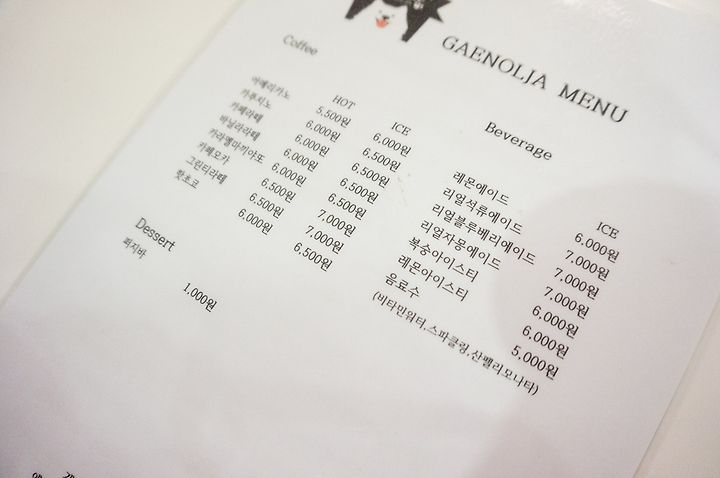 GAENOLJA MENU
Coffee
HOT ICE
아메리카노 5,500원 6,000원
카푸치노 6,000원 6,500원
카페라떼 6,000원 6,500원
바닐라라떼 6,000원 6,500원
카라멜마끼아또 6,000원 6,500원
카페모카 6,500원 7,000원
그린티라떼 6,500원 7,000원
핫초코 6,000원 6,500원
Dessert
퍼지바 1,000원
Beverage
ICE
레몬에이드 6,000원
리얼석류에이드 7,000원
리얼블루베리에이드 7,000원
리얼자몽에이드 7,000원
복숭아이스티 6,000원
레몬아이스티 6,000원
음료수 5,000원
(비타민워터,스파클링,산펠리모나타)